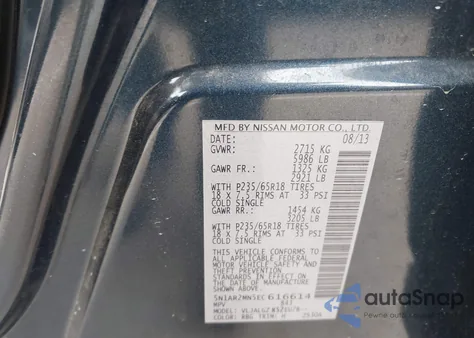 MFD BY NISSAN MOTOR CO., LTD.
DATE: 08/13
GVWR: 2715 KG
5986 LB
GAWR FR.: 1325 KG
2921 LB
WITH P235/65R18 TIRES
18 x 7.5 RIMS AT 33 PSI
COLD SINGLE
GAWR RR.: 1454 KG
3205 LB
WITH P235/65R18 TIRES
18 x 7.5 RIMS AT 33 PSI
COLD SINGLE
THIS VEHICLE CONFORMS TO
ALL APPLICABLE FEDERAL
MOTOR VEHICLE SAFETY AND
THEFT PREVENTION
STANDARDS IN EFFECT ON
THE DATE OF MANUFACTURE
SHOWN ABOVE.
5N1AR2MN5EC616614
MPV
COLOR: RBG TRIM: H
autoSnap